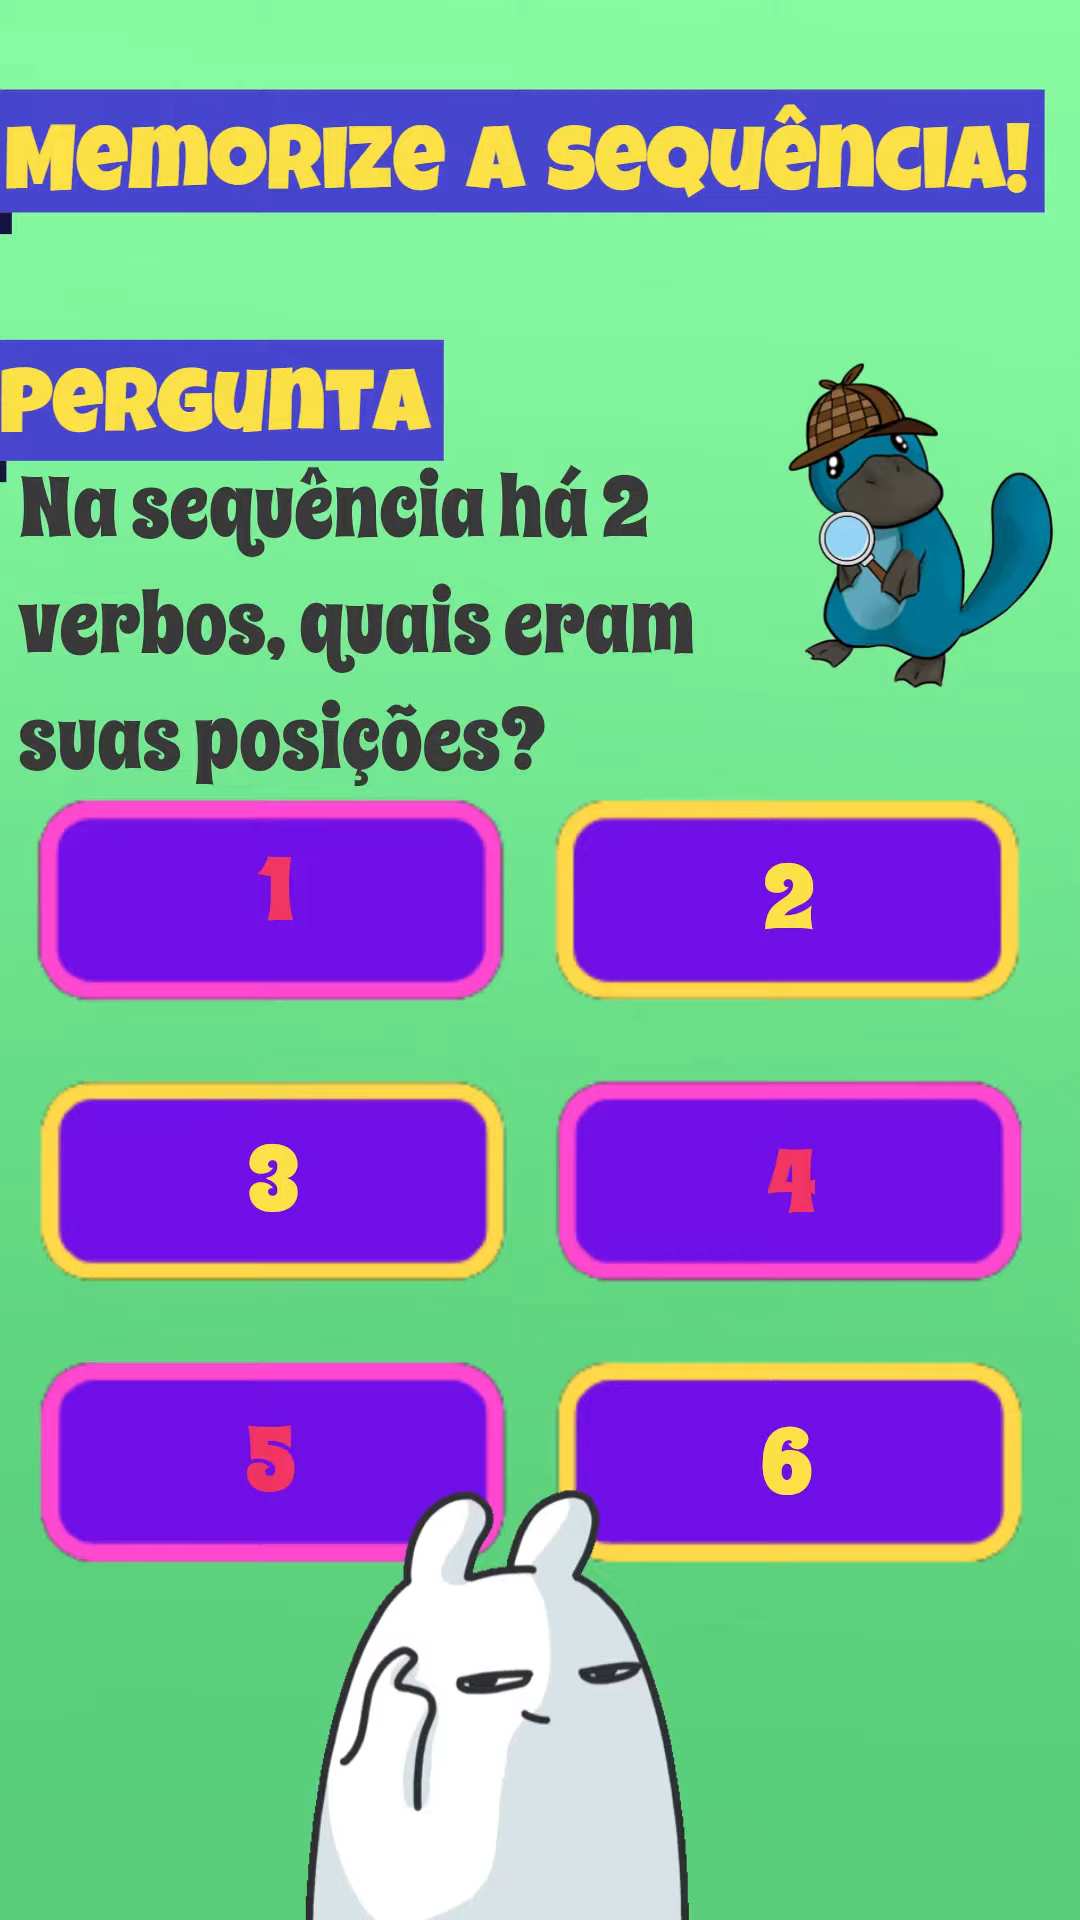 Memorize a sequência!
Pergunta
Na sequência há 2
verbos, quais eram
suas posições?
1
2
3
4
5
6